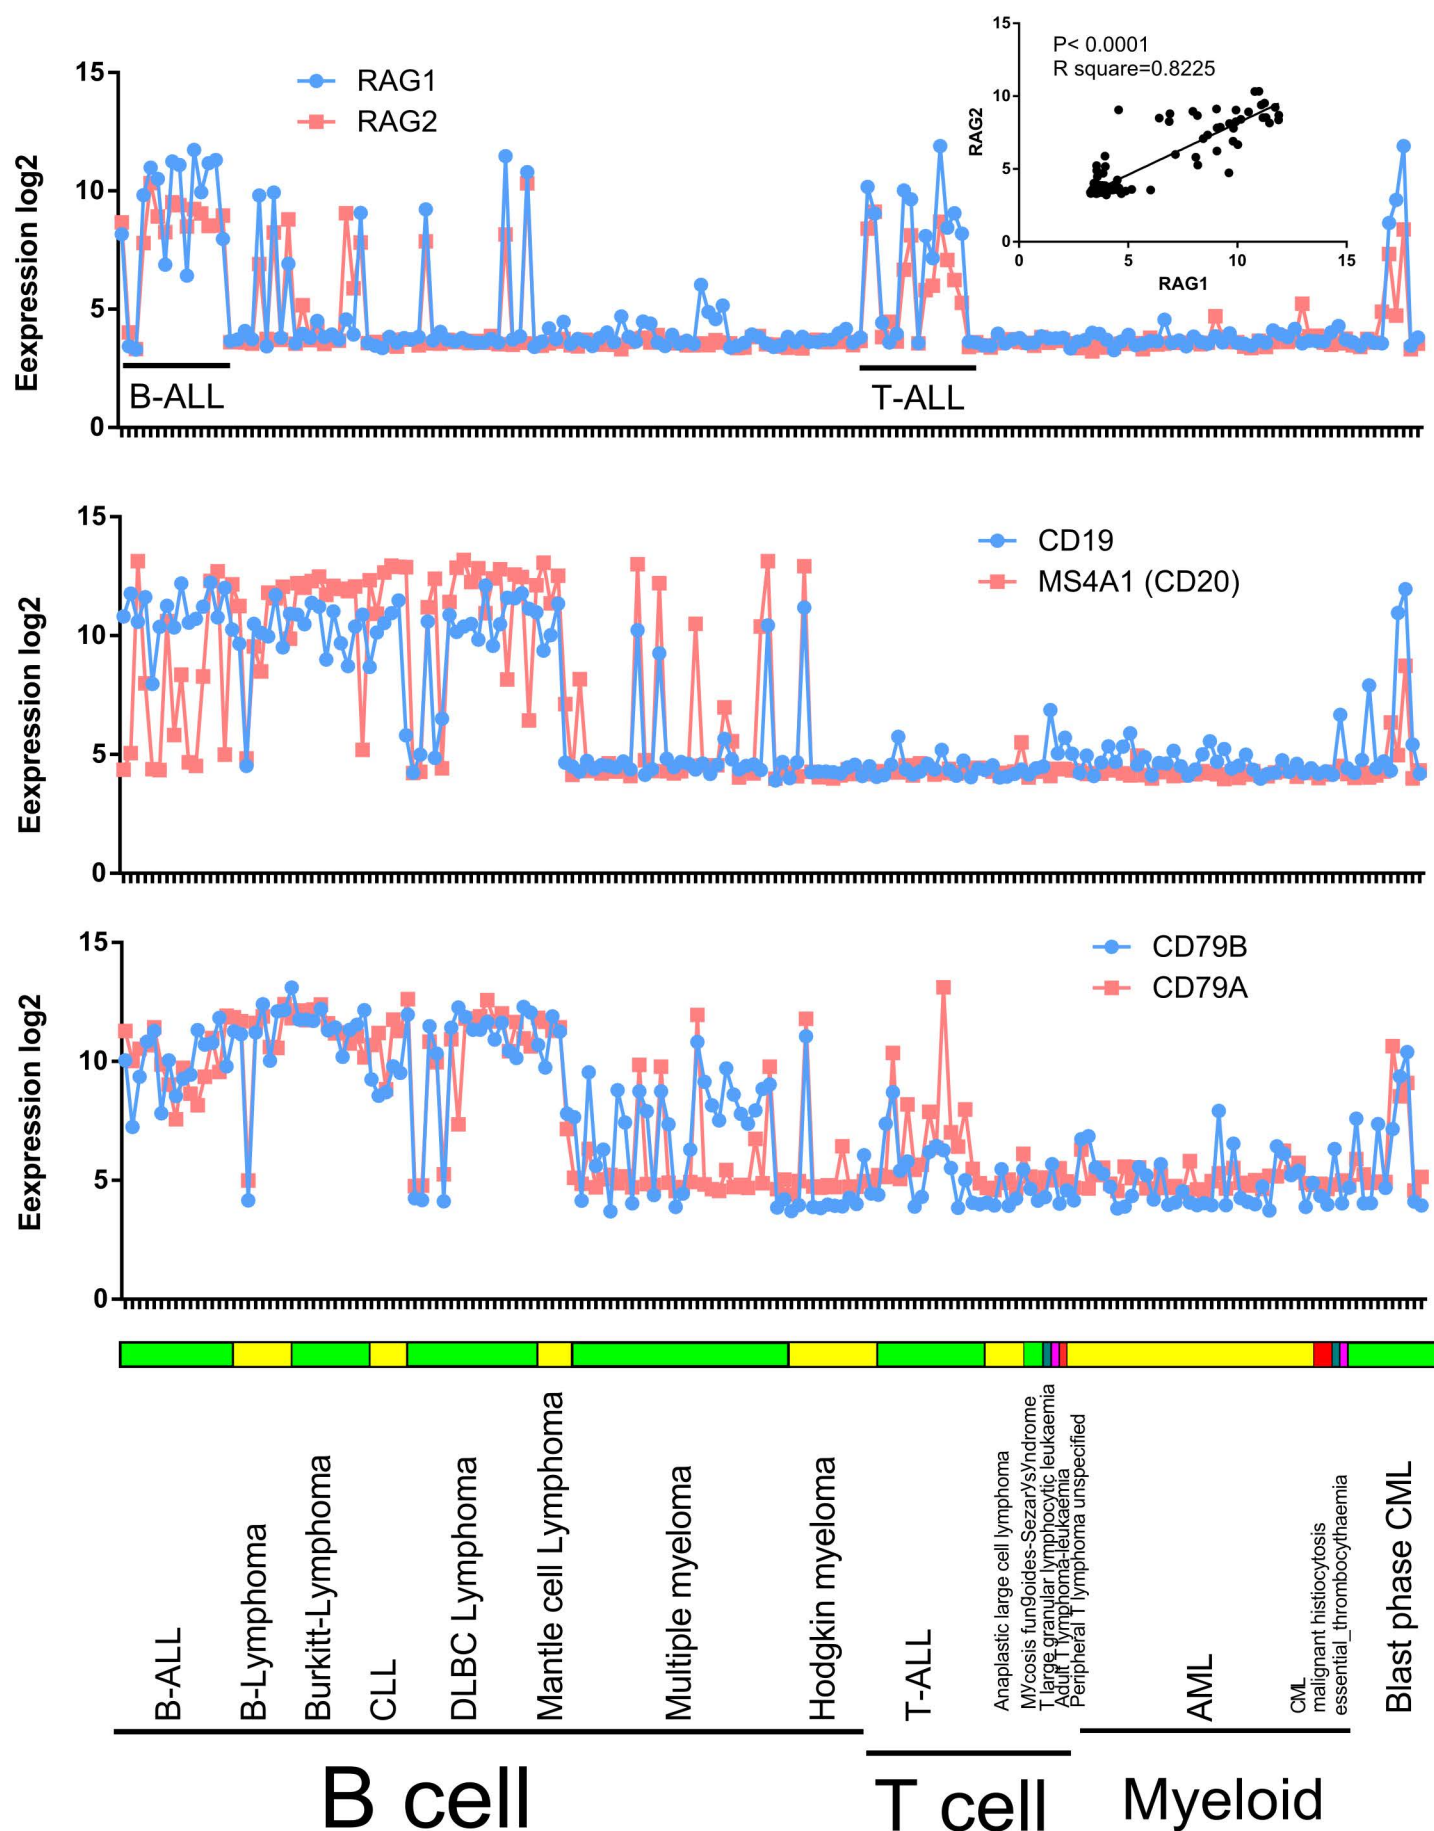 15
10
5
0
Eexpression log2
RAG1
RAG2
B-ALL
T-ALL
15
10
5
0
RAG2
P< 0.0001
R square=0.8225
0
5
10
15
RAG1
15
10
5
0
Eexpression log2
CD19
MS4A1 (CD20)
15
10
5
0
Eexpression log2
CD79B
CD79A
B-ALL
B-Lymphoma
Burkitt-Lymphoma
CLL
DLBC Lymphoma
Mantle cell Lymphoma
Multiple myeloma
Hodgkin myeloma
T-ALL
Anaplastic large cell lymphoma
Mycosis fungoides-Sezarysyndrome
T large granular lymphocytic leukaemia
Adult T lymphoma-leukaemia
Peripheral T lymphoma unspecified
AML
CML
malignant histiocytosis
essential_thrombocythaemia
Blast phase CML
B cell
T cell
Myeloid